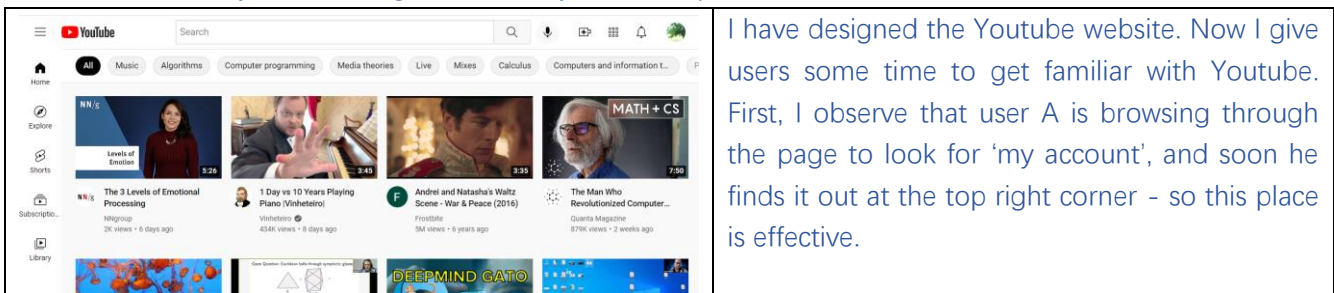 YouTube
Search
All Music Algorithms Computer programming Media theories Live Mixes Calculus Computers and information t...
Home
Explore
Shorts
Subscriptio...
Library
NN/g
Levels of
Emotion
5:26
3:45
3:35
MATH + CS
7:50
NN/g
The 3 Levels of Emotional
Processing
NNgroup
2K views • 6 days ago
1 Day vs 10 Years Playing
Piano |Vinheteiro|
Vinheteiro
434K views • 8 days ago
F
Andrei and Natasha's Waltz
Scene - War & Peace (2016)
Frostbite
5M views • 6 years ago
The Man Who
Revolutionized Computer...
Quanta Magazine
879K views • 2 weeks ago
DEEPMIND GATO
I have designed the Youtube website. Now I give
users some time to get familiar with Youtube.
First, I observe that user A is browsing through
the page to look for ‘my account’, and soon he
finds it out at the top right corner - so this place
is effective.